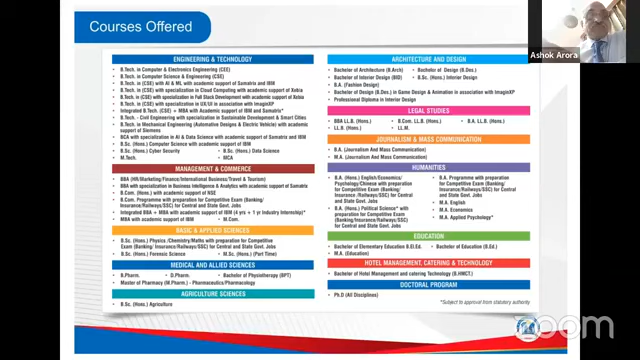 Courses Offered
Ashok Arora
ENGINEERING & TECHNOLOGY
• B.Tech. in Computer & Electronics Engineering (CSE)
• B.Tech. in Computer Science & Engineering (CSE)
• B.Tech. in (CSE) with AI & ML with academic support of Samatrix and IBM
• B.Tech. in (CSE) with specialization in Cloud Computing with academic support of Xebia
• B.Tech. in (CSE) with specialization in Full Stack Development with academic support of Xebia
• B.Tech. in (CSE) with specialization in UX/UI in association with ImaginXP
• Integrated B.Tech. (CSE) + MBA with Academic support of IBM and Samatrix*
• B.Tech. - Civil Engineering with specialization in Sustainable Development & Smart Cities
• B.Tech. in Mechatronics (Automotive Designs & Electric Vehicle) with academic
support of Siemens
• BCA with specialization in AI & Data Science with academic support of Samatrix and IBM
• B.Sc. (Hons.) Computer Science with academic support of IBM
• B.Sc. (Hons.) Cyber Security • B.Sc. (Hons.) Data Science
• M.Tech. • MCA
MANAGEMENT & COMMERCE
• BBA (HR/Marketing/Finance/International Business/Travel & Tourism)
• BBA with specialization in Business Intelligence & Analytics with academic support of Samatrix
• B.Com. (Hons.) with academic support of NSE
• B.Com. Programme with preparation for Competitive Exam (Banking/
Insurance/Railways/SSC) for Central and State Govt. Jobs
• Integrated BBA + MBA with academic support of IBM (4 yrs + 1 yr Industry Internship)*
• MBA with academic support of IBM • M.Com.
BASIC & APPLIED SCIENCES
• B.Sc. (Hons.) Physics /Chemistry/Maths with preparation for Competitive
Exam (Banking/Insurance/Railways/SSC) for Central and State Govt. Jobs
• B.Sc. (Hons.) Forensic Science • M.Sc. (Hons.) (Part Time)
MEDICAL AND ALLIED SCIENCES
• B.Pharm. • D.Pharm. • Bachelor of Physiotherapy (BPT)
• Master of Pharmacy (M.Pharm.) - Pharmaceutics/Pharmacology
AGRICULTURE SCIENCES
• B.Sc. (Hons.) Agriculture
ARCHITECTURE AND DESIGN
• Bachelor of Architecture (B.Arch) • Bachelor of Design (B.Des.)
• Bachelor of Interior Design (BID) • B.Sc. (Hons.) Interior Design
• B.A. (Fashion Design)
• Bachelor of Design (B.Des.) in Game Design & Animation in association with ImaginXP
• Professional Diploma in Interior Design
LEGAL STUDIES
• BBA LL.B. (Hons.) • B.Com LL.B. (Hons.) • B.A. LL.B. (Hons.)
• LL.B. (Hons.) • LL.M.
JOURNALISM & MASS COMMUNICATION
• B.A. (Journalism And Mass Communication)
• M.A. (Journalism And Mass Communication)
HUMANITIES
• B.A. (Hons.) English/Economics/
Psychology/Chinese with preparation
for Competitive Exam (Banking/
Insurance/Railways/SSC) for Central
and State Govt. Jobs
• B.A. (Hons.) Political Science* with
preparation for Competitive Exam
(Banking/Insurance/Railways/SSC) for
Central and State Govt. Jobs
• B.A. Programme with preparation
for Competitive Exam (Banking/
Insurance/Railways/SSC) for Central
and State Govt. Jobs
• M.A. English
• M.A. Economics
• M.A. Applied Psychology*
EDUCATION
• Bachelor of Elementary Education (B.El.Ed.) • Bachelor of Education (B.Ed.)
• M.A. (Education)
HOTEL MANAGEMENT, CATERING & TECHNOLOGY
• Bachelor of Hotel Management and catering Technology (B.HMCT.)
DOCTORAL PROGRAM
• Ph.D (All Disciplines)
*Subject to approval from statutory authority
zoom